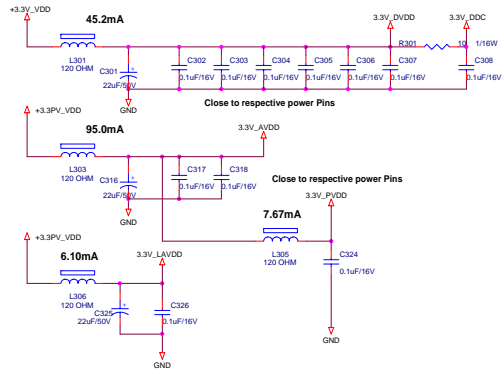 +3.3V_VDD
45.2mA
3.3V_DVDD
3.3V_DDC
L301
120 OHM
R301
10
1/16W
C301
22uF/50V
C302
0.1uF/16V
C303
0.1uF/16V
C304
0.1uF/16V
C305
0.1uF/16V
C306
0.1uF/16V
C307
0.1uF/16V
C308
0.1uF/16V
GND
Close to respective power Pins
+3.3PV_VDD
95.0mA
3.3V_AVDD
L303
120 OHM
C316
22uF/50V
C317
0.1uF/16V
C318
0.1uF/16V
GND
Close to respective power Pins
3.3V_PVDD
7.67mA
L305
120 OHM
C324
0.1uF/16V
GND
+3.3PV_VDD
6.10mA
3.3V_LAVDD
L306
120 OHM
C325
22uF/50V
C326
0.1uF/16V
GND